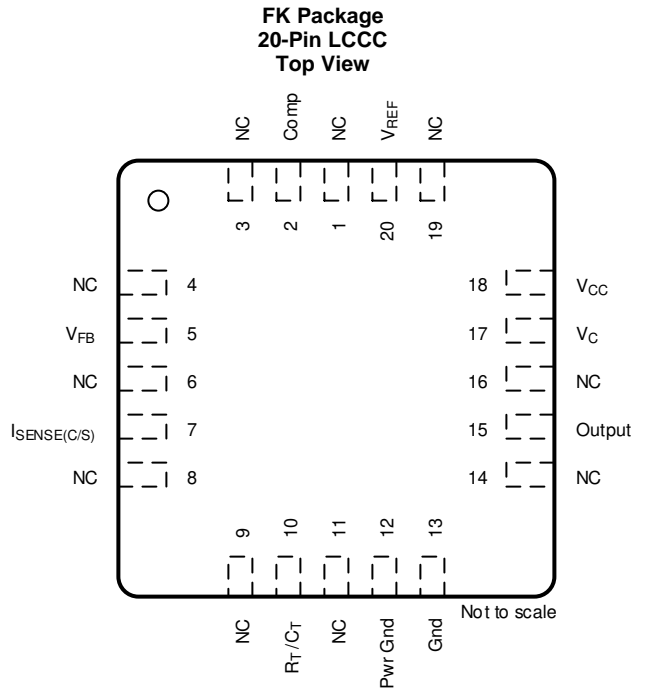 FK Package
20-Pin LCCC
Top View
NC
Comp
NC
VREF
NC
3
2
1
20
19
NC 4
VFB 5
NC 6
ISENSE(C/S) 7
NC 8
18 VCC
17 VC
16 NC
15 Output
14 NC
9
10
11
12
13
NC
RT/CT
NC
Pwr Gnd
Gnd
Not to scale